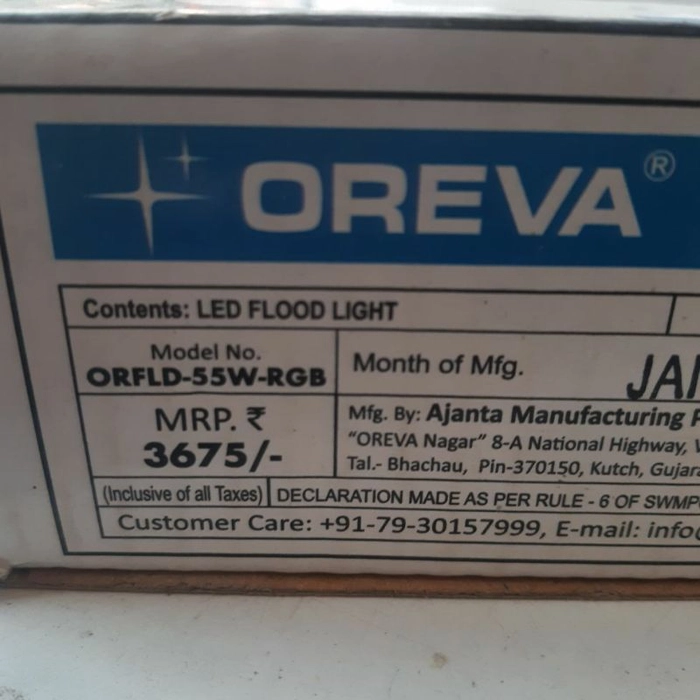 OREVA®
Contents: LED FLOOD LIGHT
Model No.
ORFLD-55W-RGB
Month of Mfg.
MRP. ₹
3675/-
Mfg. By: Ajanta Manufacturing
"OREVA Nagar" 8-A National Highway,
Tal.- Bhachau, Pin-370150, Kutch,
(Inclusive of all Taxes)
DECLARATION MADE AS PER RULE - 6 OF
Customer Care: +91-79-30157999, E-mail: